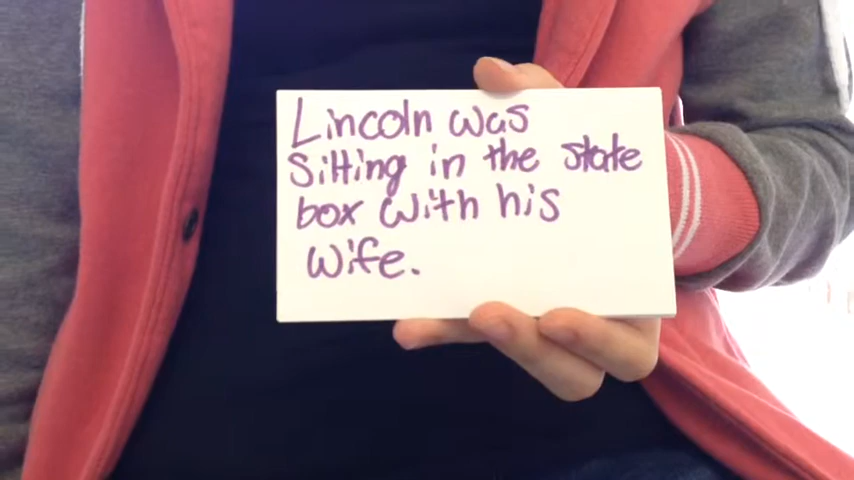 Lincoln was
sitting in the state
box with his
wife.